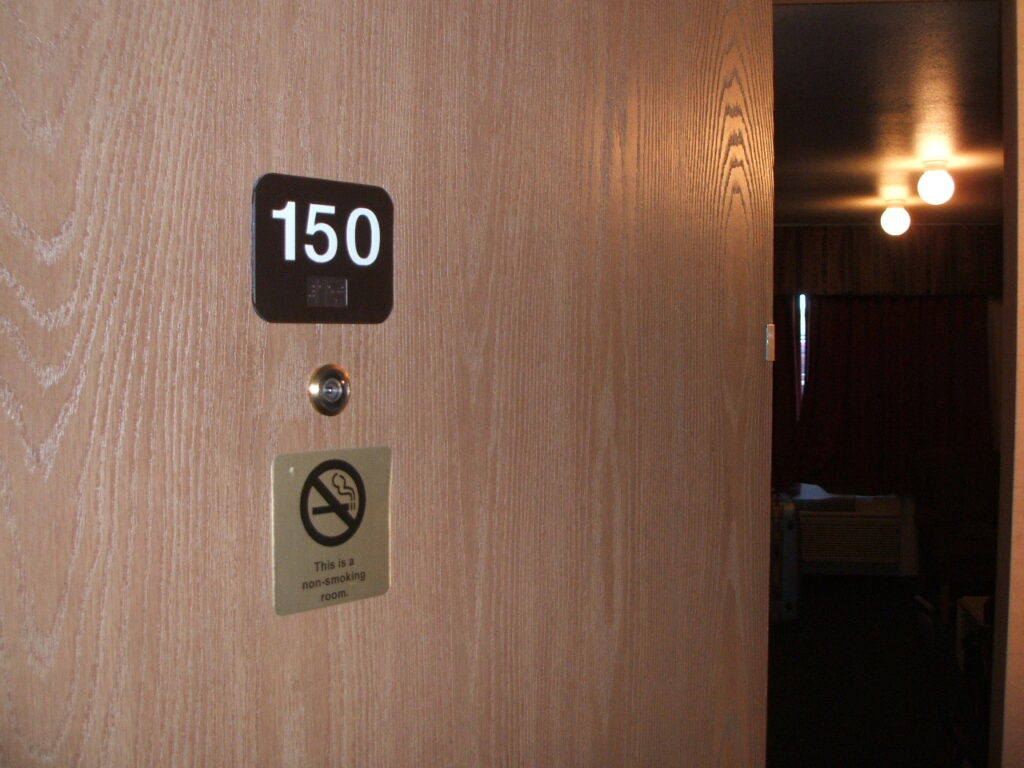 150
This is a
non-smoking
room.